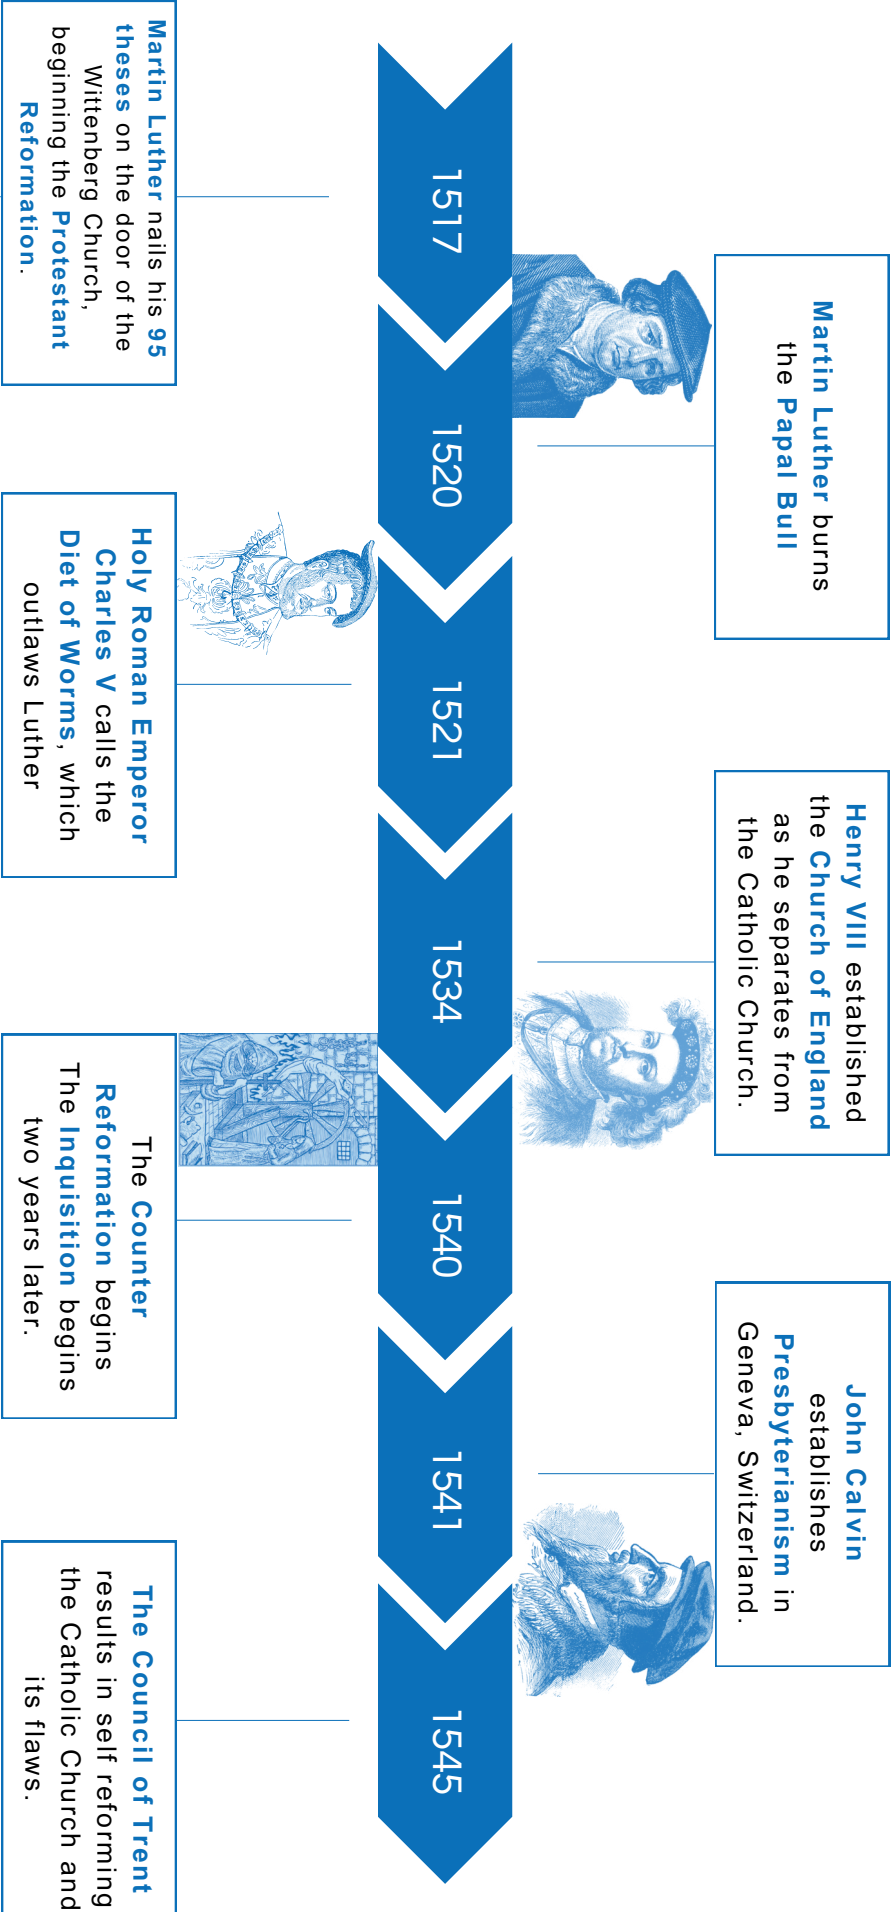 Martin Luther burns
the Papal Bull
Henry VIII established
the Church of England
as he separates from
the Catholic Church.
John Calvin
establishes
Presbyterianism in
Geneva, Switzerland.
1517
1520
1521
1534
1540
1541
1545
Martin Luther nails his 95
theses on the door of the
Wittenberg Church,
beginning the Protestant
Reformation.
Holy Roman Emperor
Charles V calls the
Diet of Worms, which
outlaws Luther
The Counter
Reformation begins
The Inquisition begins
two years later.
The Council of Trent
results in self reforming
the Catholic Church and
its flaws.